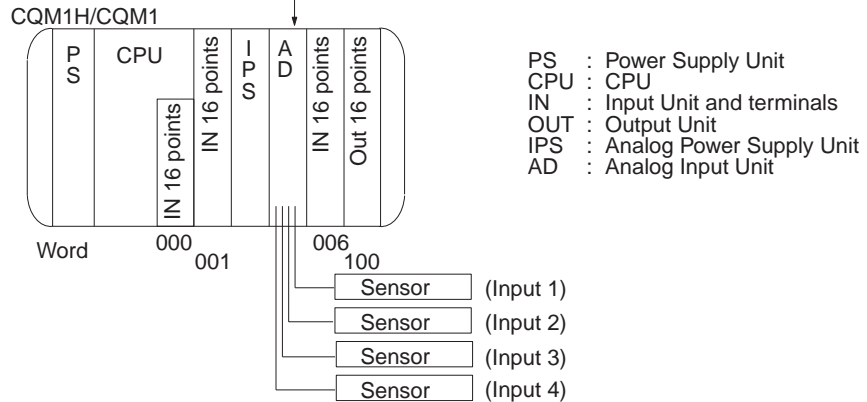 CQM1H/CQM1
PS
CPU
IN 16 points
IN 16 points
IPS
AD
IN 16 points
Out 16 points
Word
000
001
006
100
Sensor (Input 1)
Sensor (Input 2)
Sensor (Input 3)
Sensor (Input 4)
PS : Power Supply Unit
CPU : CPU
IN : Input Unit and terminals
OUT : Output Unit
IPS : Analog Power Supply Unit
AD : Analog Input Unit